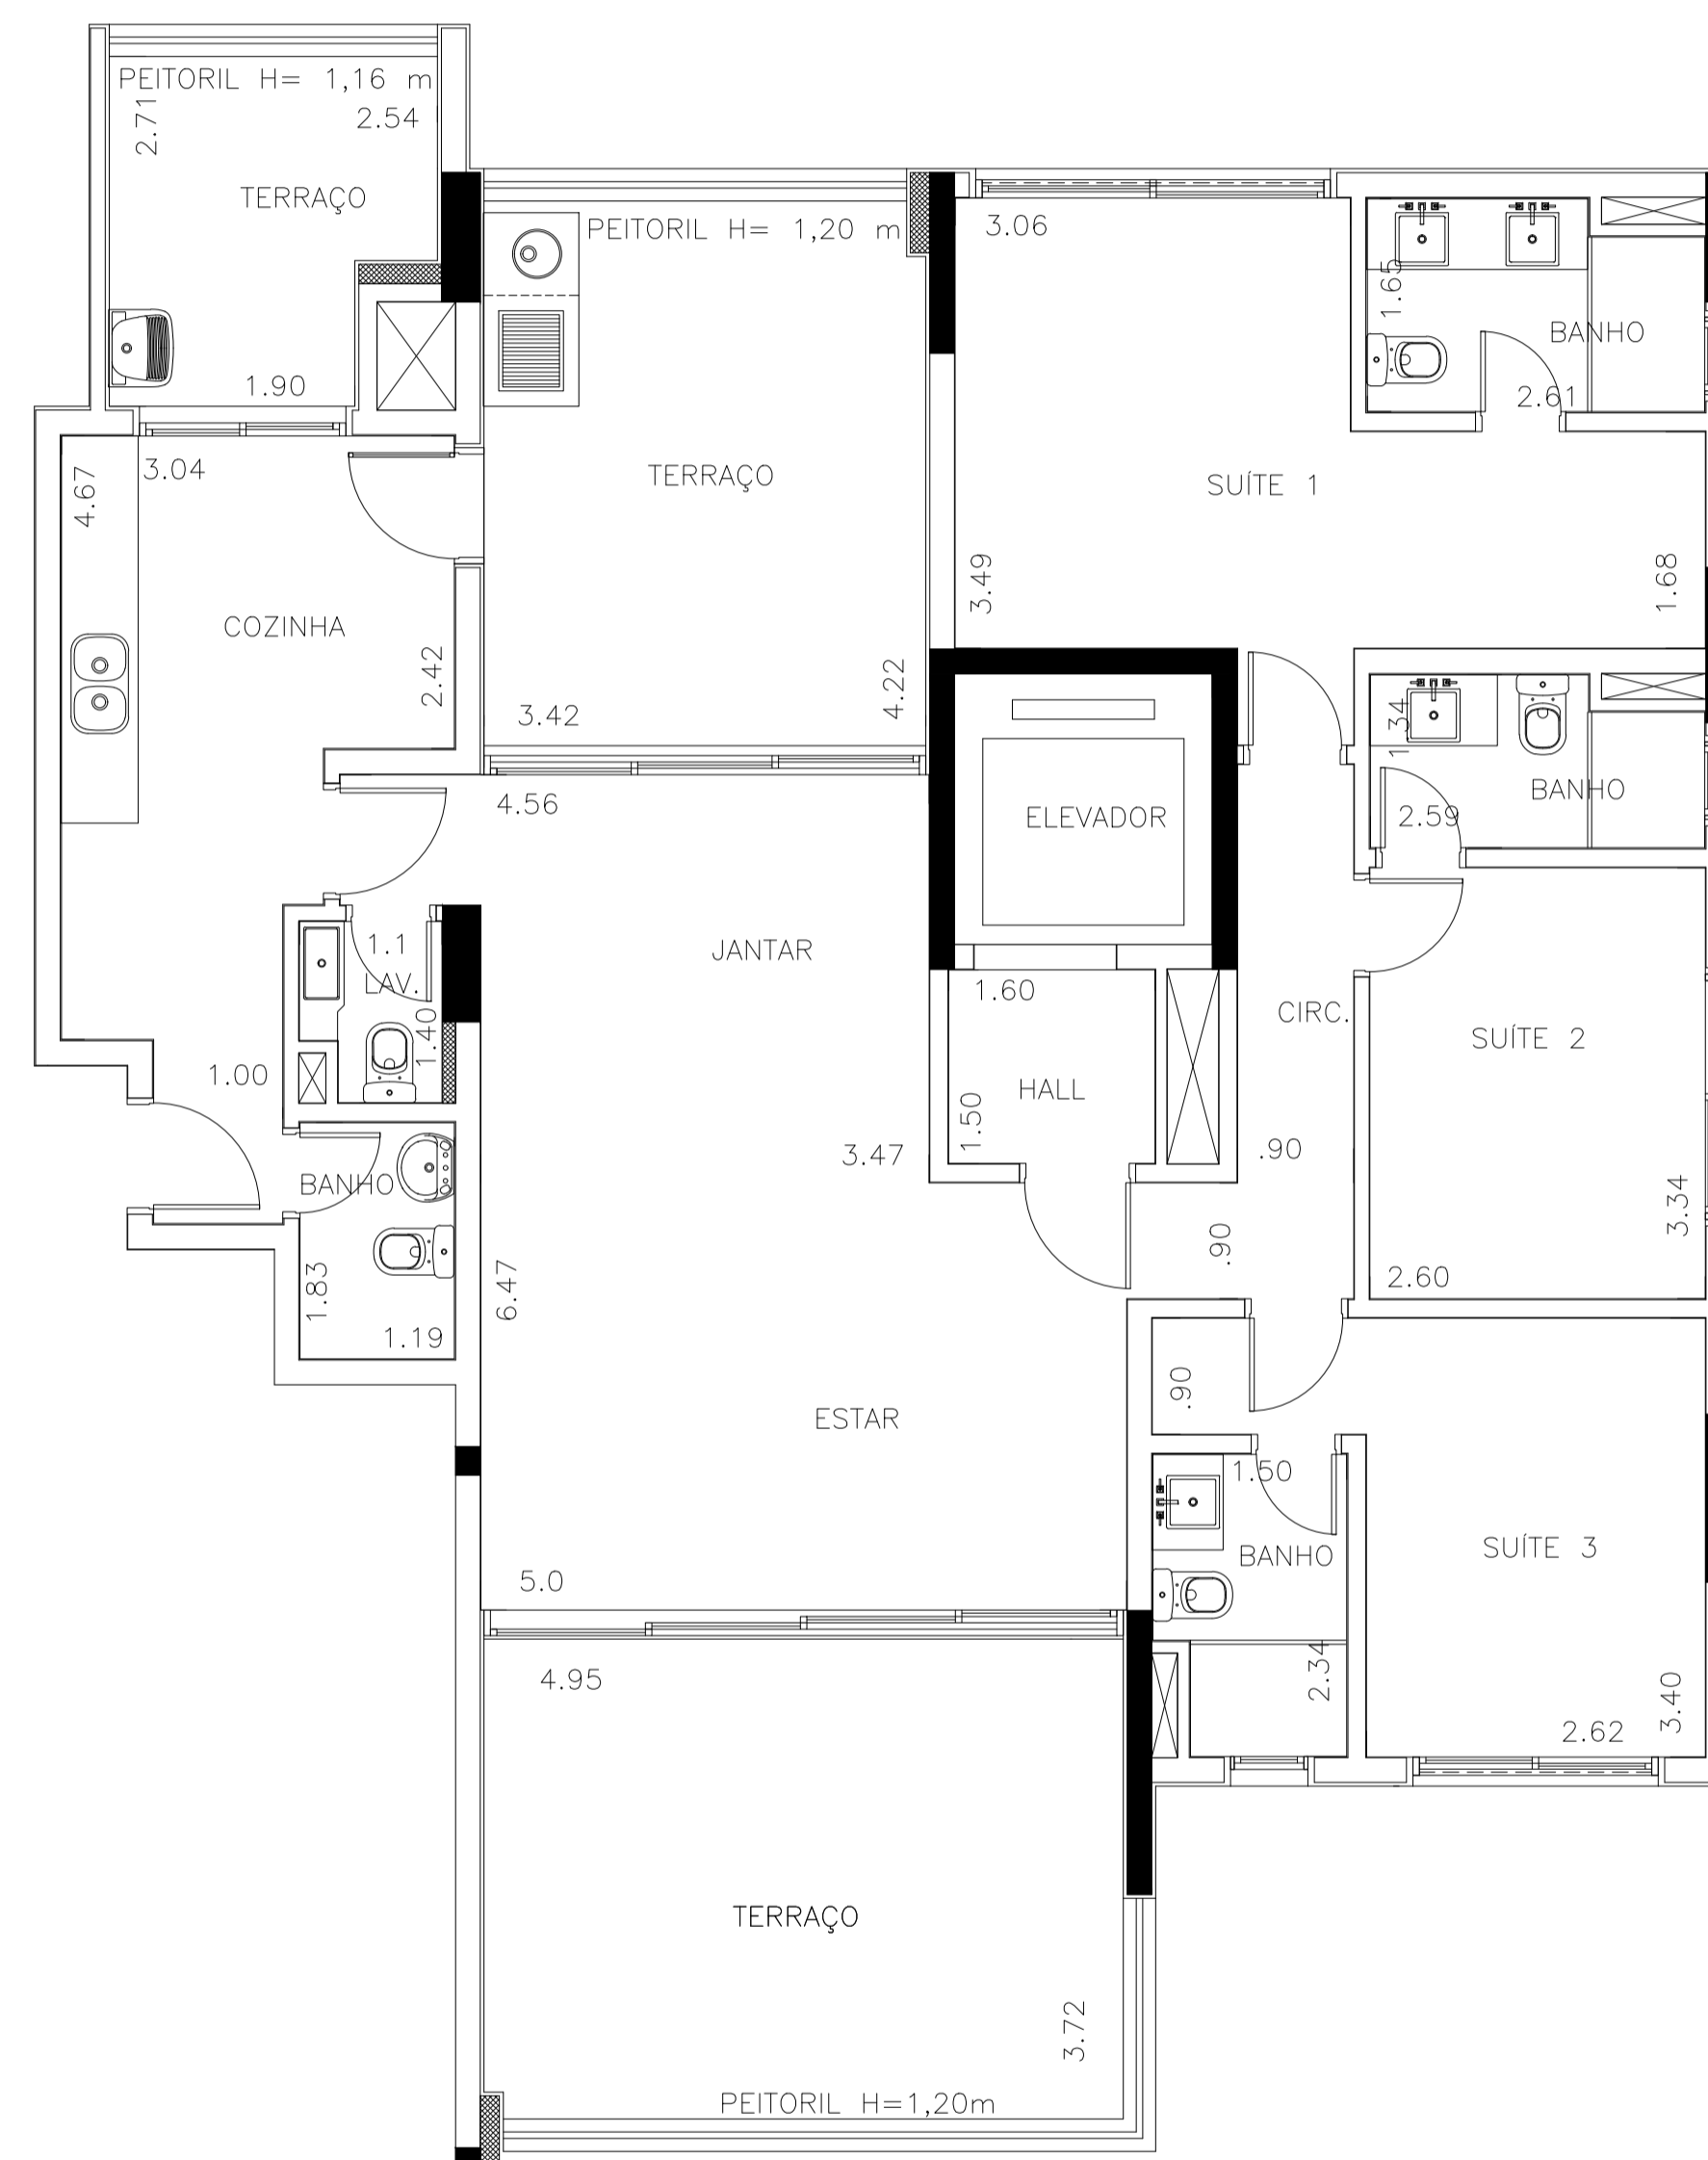 PEITORIL H= 1,16 m
2.71
2.54
TERRAÇO
1.90
PEITORIL H= 1,20 m
TERRAÇO
3.42
4.22
3.06
SUÍTE 1
3.49
1.68
1.65
BANHO
2.61
3.04
4.67
COZINHA
2.42
1.00
4.56
JANTAR
3.47
6.47
ESTAR
5.0
ELEVADOR
1.60
HALL
1.50
CIRC.
.90
.90
1.34
BANHO
2.59
SUÍTE 2
3.34
2.60
1.1
LAV.
1.40
BANHO
1.83
1.19
.90
1.50
BANHO
2.34
SUÍTE 3
3.40
2.62
4.95
TERRAÇO
3.72
PEITORIL H=1,20m